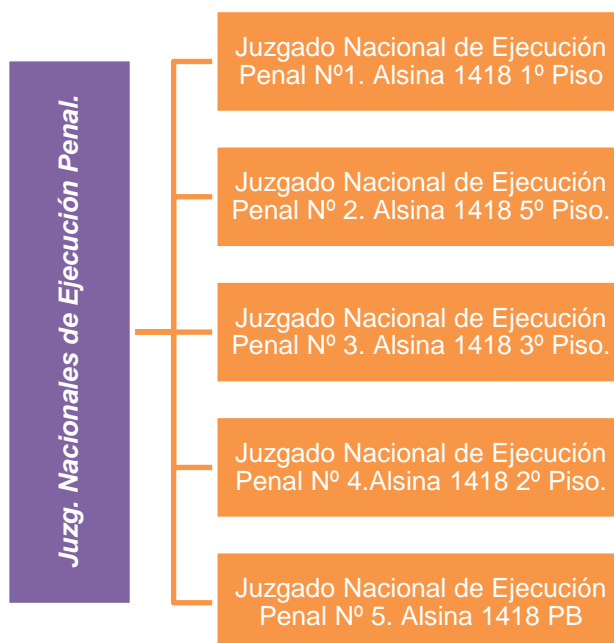 Juzg. Nacionales de Ejecución Penal.
Juzgado Nacional de Ejecución
Penal Nº1. Alsina 1418 1º Piso
Juzgado Nacional de Ejecución
Penal Nº 2. Alsina 1418 5º Piso.
Juzgado Nacional de Ejecución
Penal Nº 3. Alsina 1418 3º Piso.
Juzgado Nacional de Ejecución
Penal Nº 4.Alsina 1418 2º Piso.
Juzgado Nacional de Ejecución
Penal Nº 5. Alsina 1418 PB